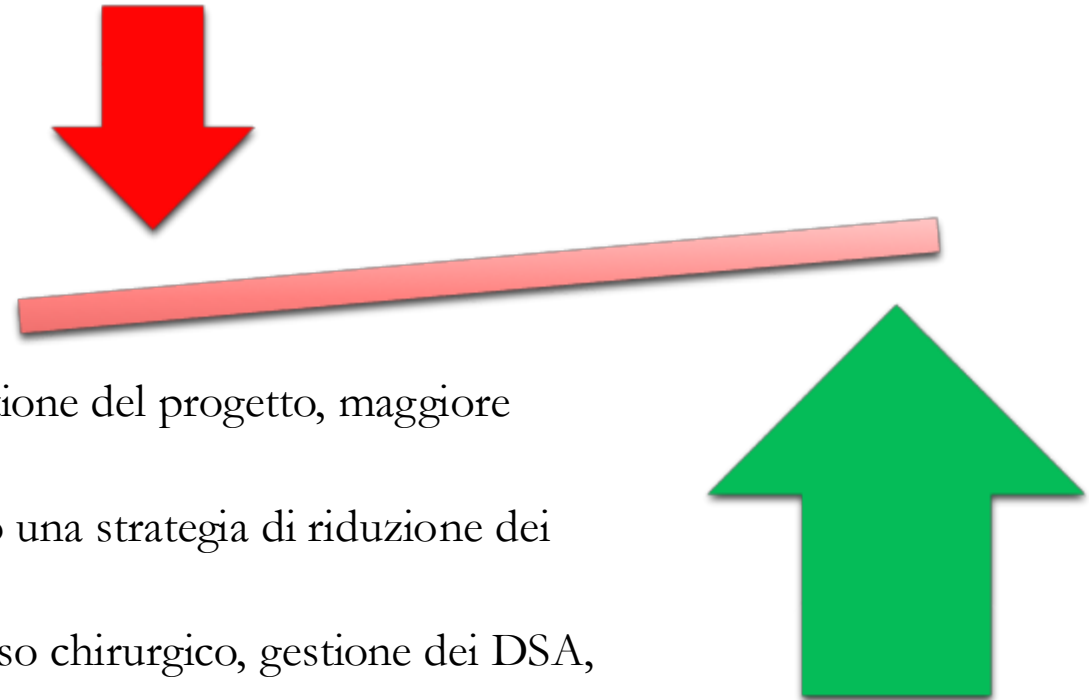 ione del progetto, maggiore
una strategia di riduzione dei
so chirurgico, gestione dei DSA,